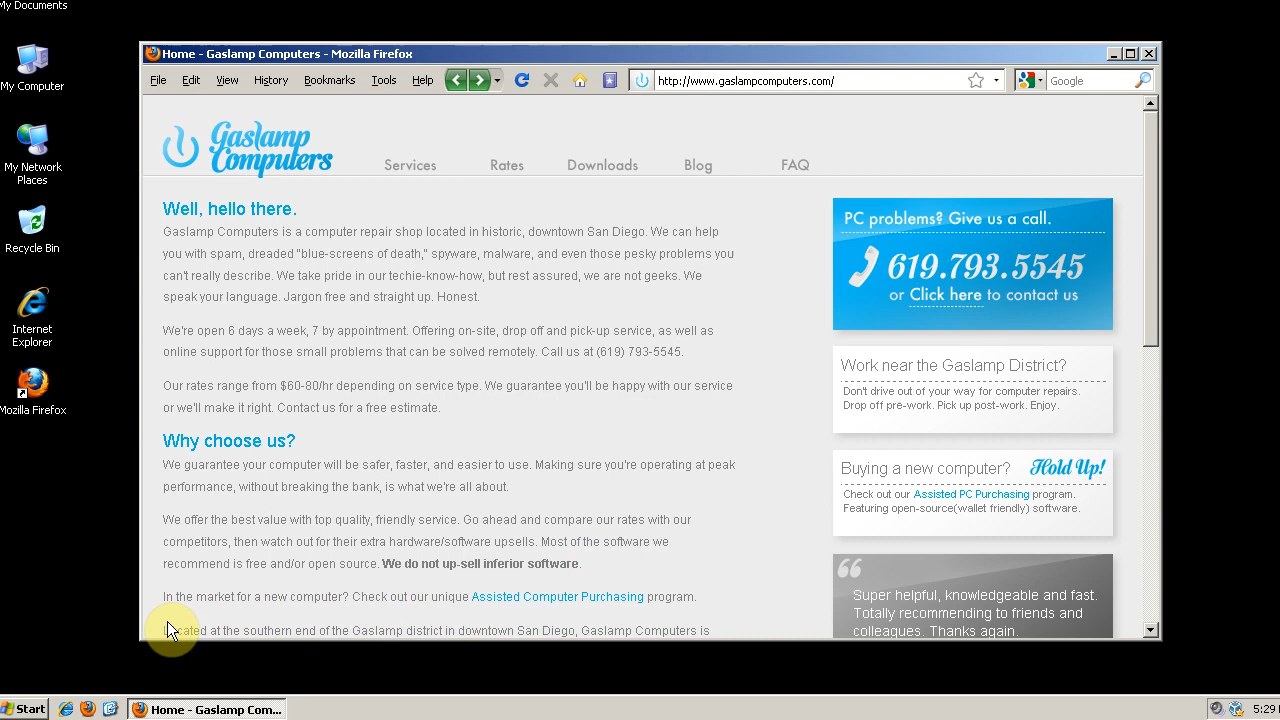 My Documents
My Computer
My Network
Places
Recycle Bin
Internet
Explorer
Mozilla Firefox
Home - Gaslamp Computers - Mozilla Firefox
File Edit View History Bookmarks Tools Help
http://www.gaslampcomputers.com/
Google
Gaslamp
Computers
Services Rates Downloads Blog FAQ
Well, hello there.
Gaslamp Computers is a computer repair shop located in historic, downtown San Diego. We can help
you with spam, dreaded "blue-screens of death," spyware, malware, and even those pesky problems you
can't really describe. We take pride in our techie-know-how, but rest assured, we are not geeks. We
speak your language. Jargon free and straight up. Honest.
We're open 6 days a week, 7 by appointment. Offering on-site, drop off and pick-up service, as well as
online support for those small problems that can be solved remotely. Call us at (619) 793-5545.
Our rates range from $60-80/hr depending on service type. We guarantee you'll be happy with our service
or we'll make it right. Contact us for a free estimate.
Why choose us?
We guarantee your computer will be safer, faster, and easier to use. Making sure you're operating at peak
performance, without breaking the bank, is what we're all about.
We offer the best value with top quality, friendly service. Go ahead and compare our rates with our
competitors, then watch out for their extra hardware/software upsells. Most of the software we
recommend is free and/or open source. We do not up-sell inferior software.
In the market for a new computer? Check out our unique Assisted Computer Purchasing program.
Located at the southern end of the Gaslamp district in downtown San Diego, Gaslamp Computers is
PC problems? Give us a call.
619.793.5545
or Click here to contact us
Work near the Gaslamp District?
Don't drive out of your way for computer repairs.
Drop off pre-work. Pick up post-work. Enjoy.
Buying a new computer? Hold Up!
Check out our Assisted PC Purchasing program.
Featuring open-source(wallet friendly) software.
Super helpful, knowledgeable and fast.
Totally recommending to friends and
colleagues. Thanks again.
Start
Home - Gaslamp Com...
5:29